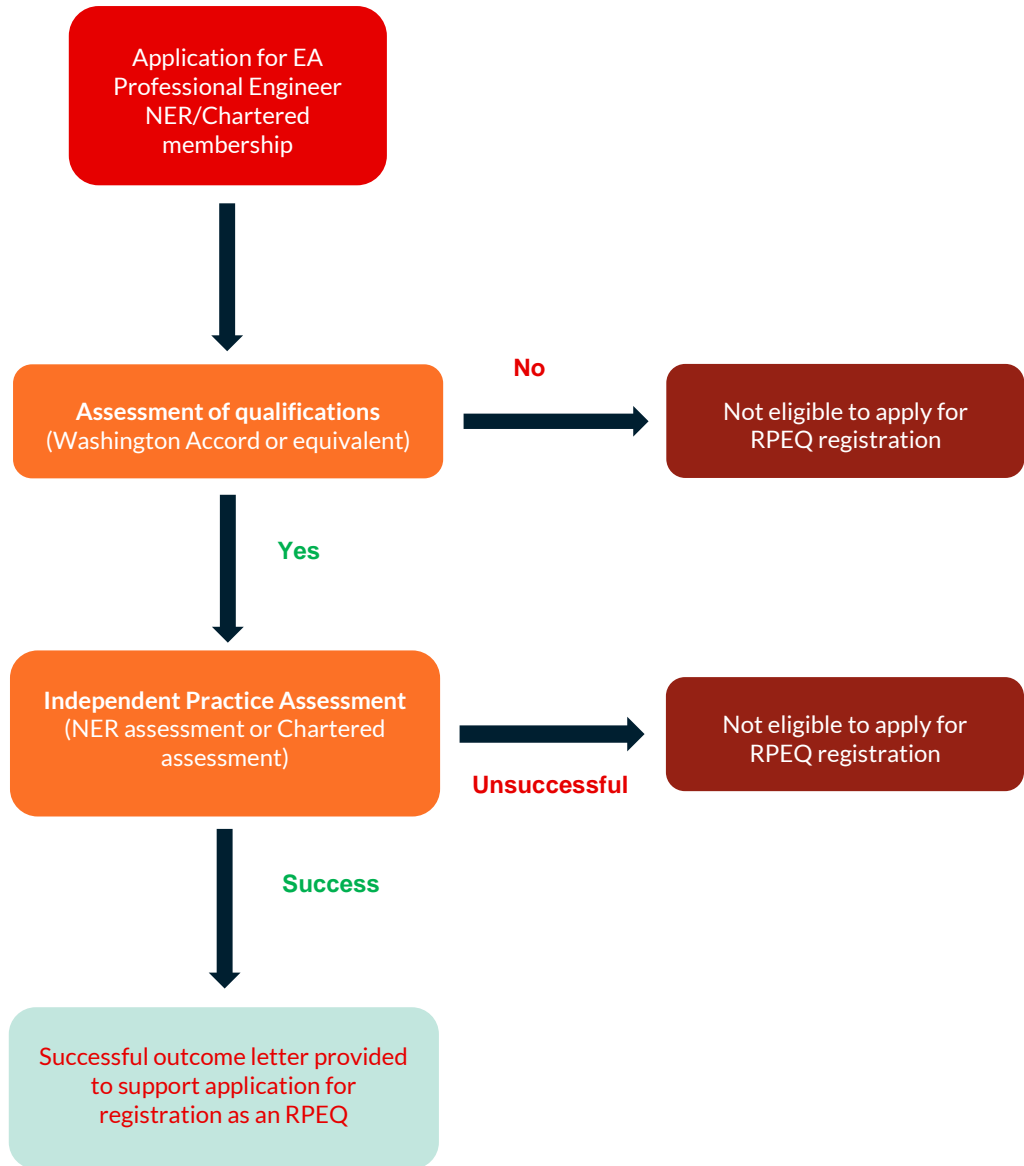 Application for EA
Professional Engineer
NER/Chartered
membership
Assessment of qualifications
(Washington Accord or equivalent)
No
Not eligible to apply for
RPEQ registration
Yes
Independent Practice Assessment
(NER assessment or Chartered
assessment)
Unsuccessful
Not eligible to apply for
RPEQ registration
Success
Successful outcome letter provided
to support application for
registration as an RPEQ